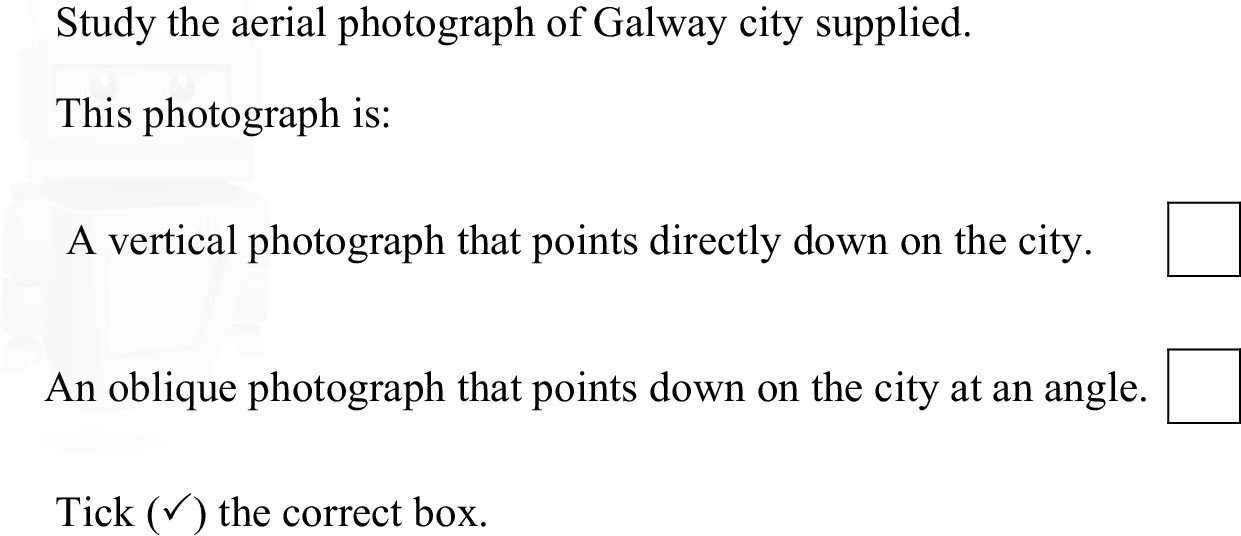 Study the aerial photograph of Galway city supplied.
This photograph is:
A vertical photograph that points directly down on the city.
An oblique photograph that points down on the city at an angle.
Tick (✓) the correct box.